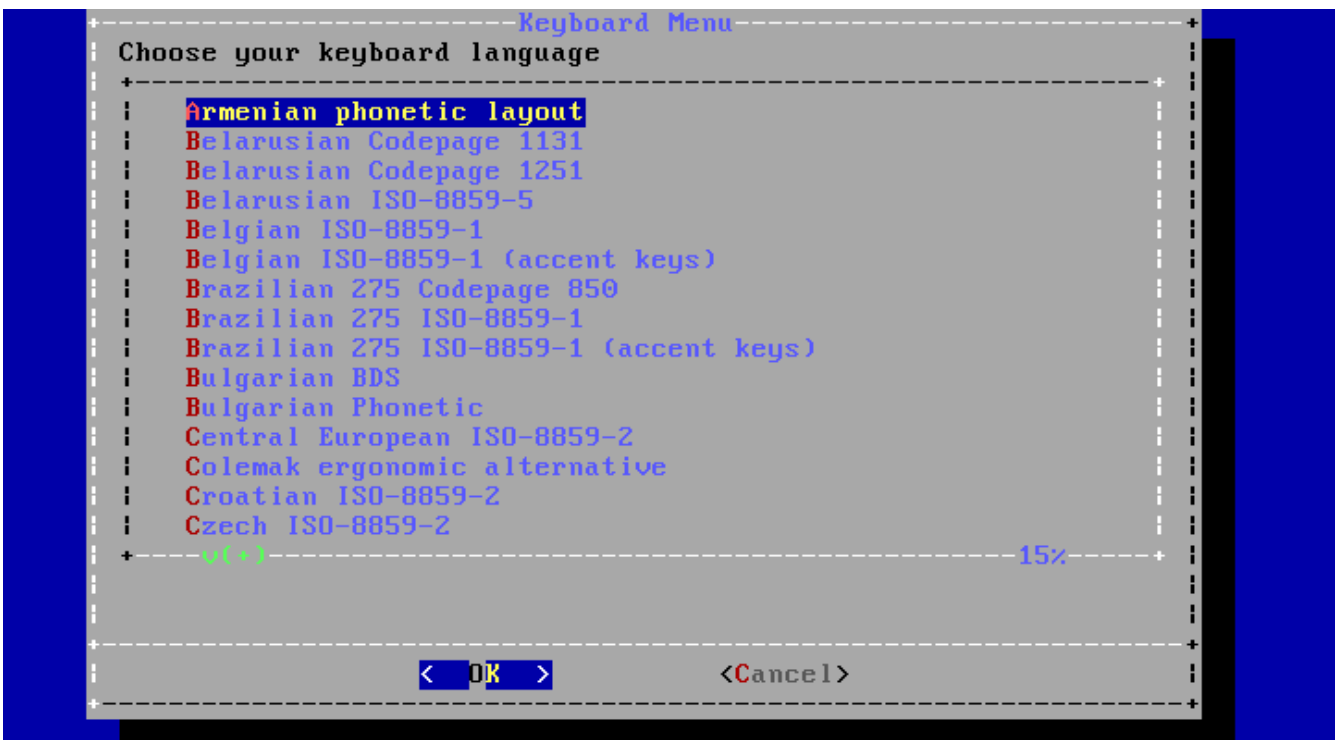 Keyboard Menu
Choose your keyboard language
Armenian phonetic layout
Belarusian Codepage 1131
Belarusian Codepage 1251
Belarusian ISO-8859-5
Belgian ISO-8859-1
Belgian ISO-8859-1 (accent keys)
Brazilian 275 Codepage 850
Brazilian 275 ISO-8859-1
Brazilian 275 ISO-8859-1 (accent keys)
Bulgarian BDS
Bulgarian Phonetic
Central European ISO-8859-2
Colemak ergonomic alternative
Croatian ISO-8859-2
Czech ISO-8859-2
v(+) 15%
< OK > <Cancel>